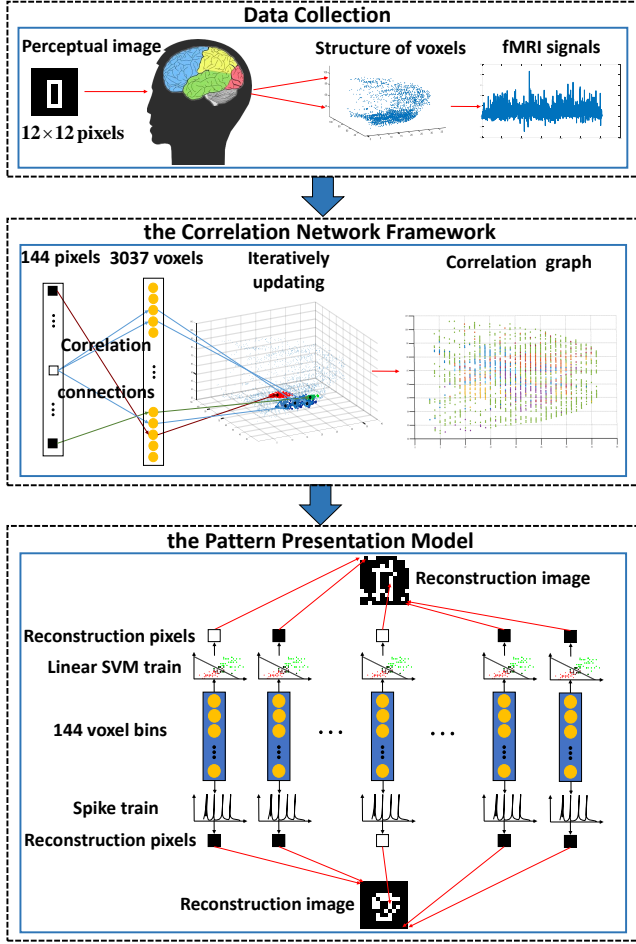 Data Collection
Perceptual image
Structure of voxels
fMRI signals
12×12 pixels
the Correlation Network Framework
144 pixels
3037 voxels
Iteratively
updating
Correlation graph
Correlation
connections
the Pattern Presentation Model
Reconstruction image
Reconstruction pixels
Linear SVM train
144 voxel bins
Spike train
Reconstruction pixels
Reconstruction image